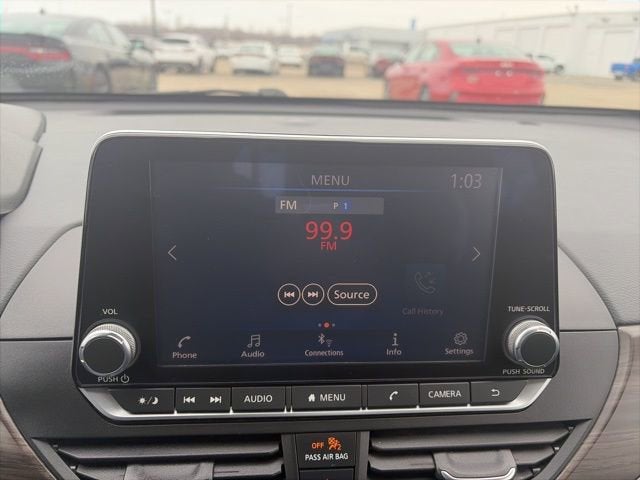 MENU 1:03
FM P 1
99.9
FM
Source
Call History
Phone Audio Connections Info Settings
VOL
PUSH
TUNE·SCROLL
PUSH SOUND
AUDIO MENU CAMERA
OFF 2
PASS AIR BAG